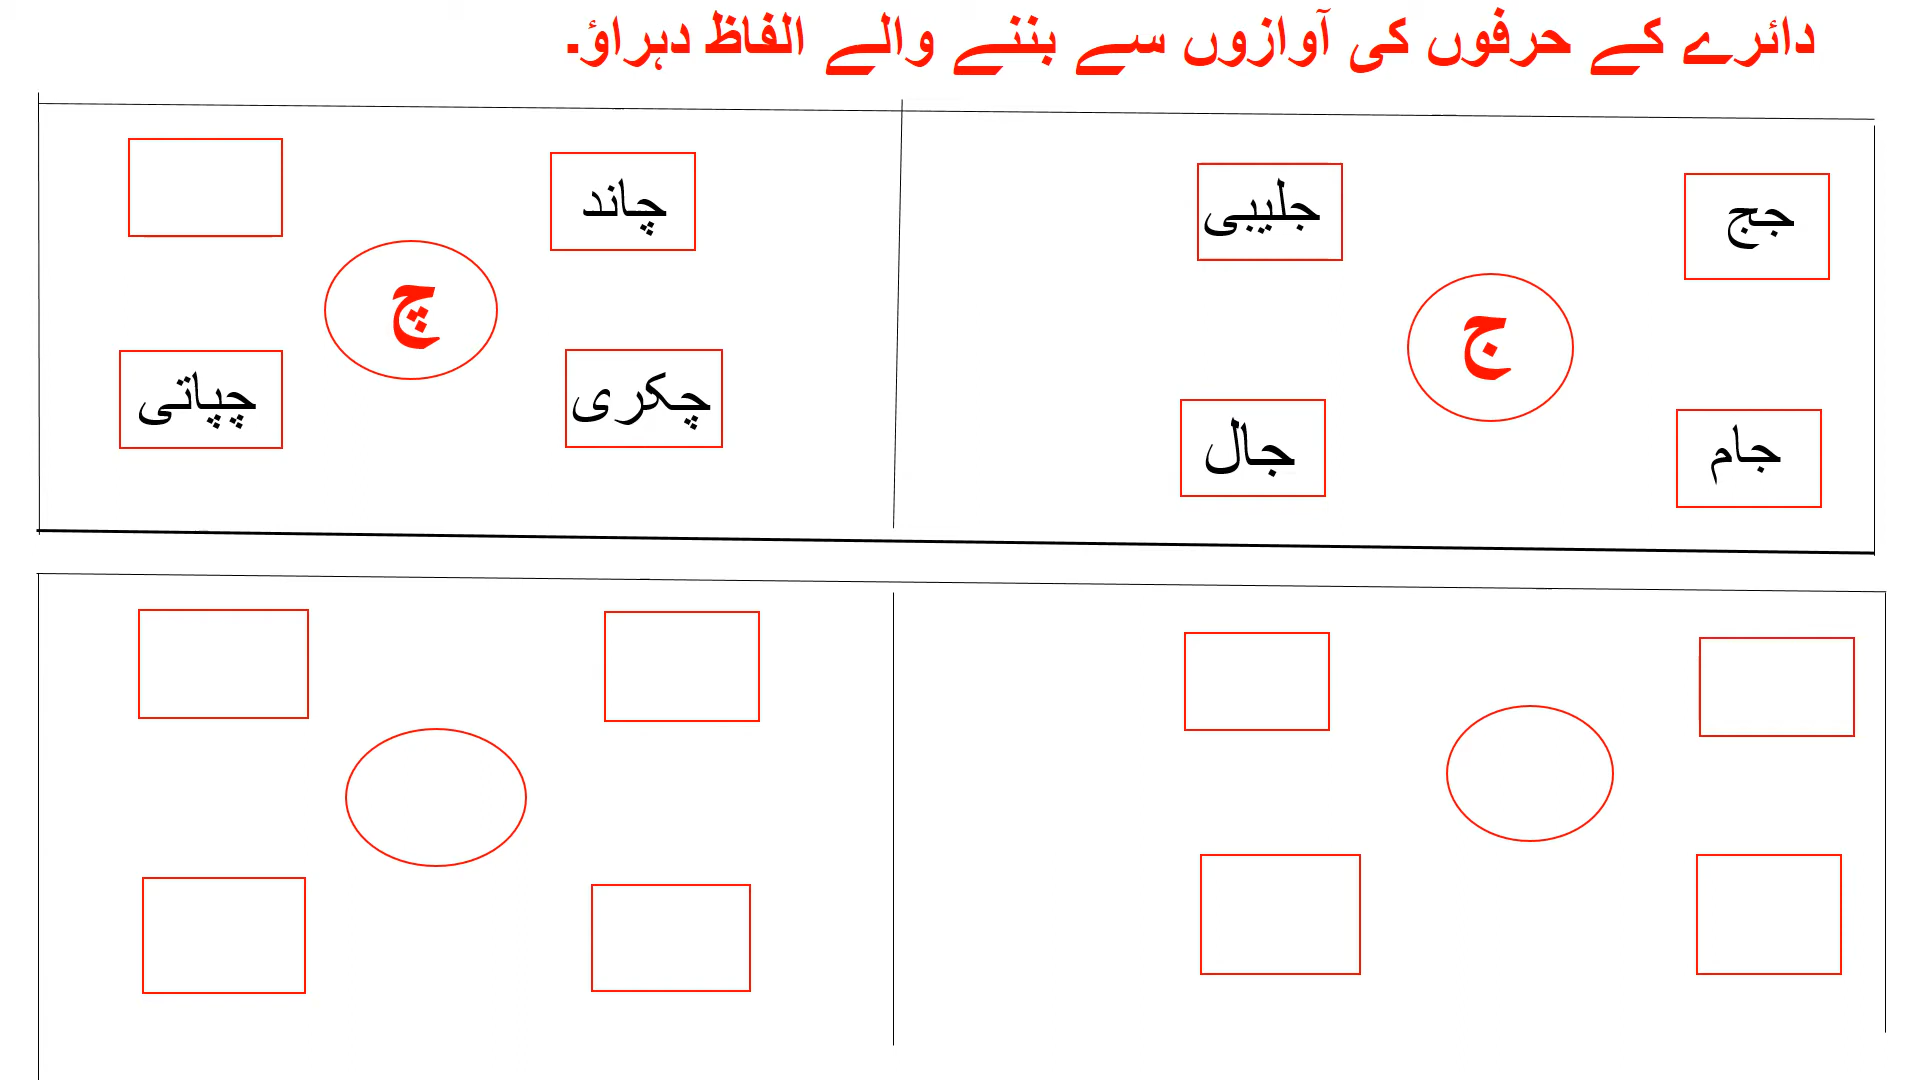 دائرے کے حرفوں کی آوازوں سے بننے والے الفاظ دہراؤ۔
جج
جلیبی
ج
جام
جال
چاند
چ
چکری
چپاتی